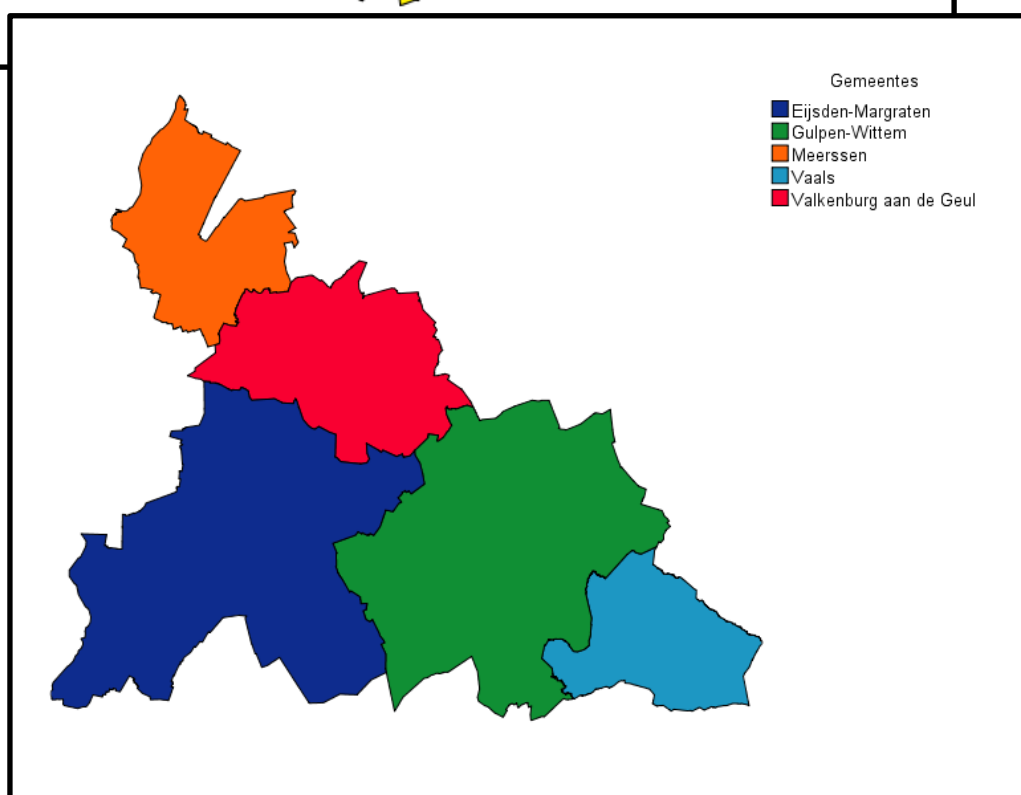 Gemeentes
Eijsden-Margraten
Gulpen-Wittem
Meerssen
Vaals
Valkenburg aan de Geul